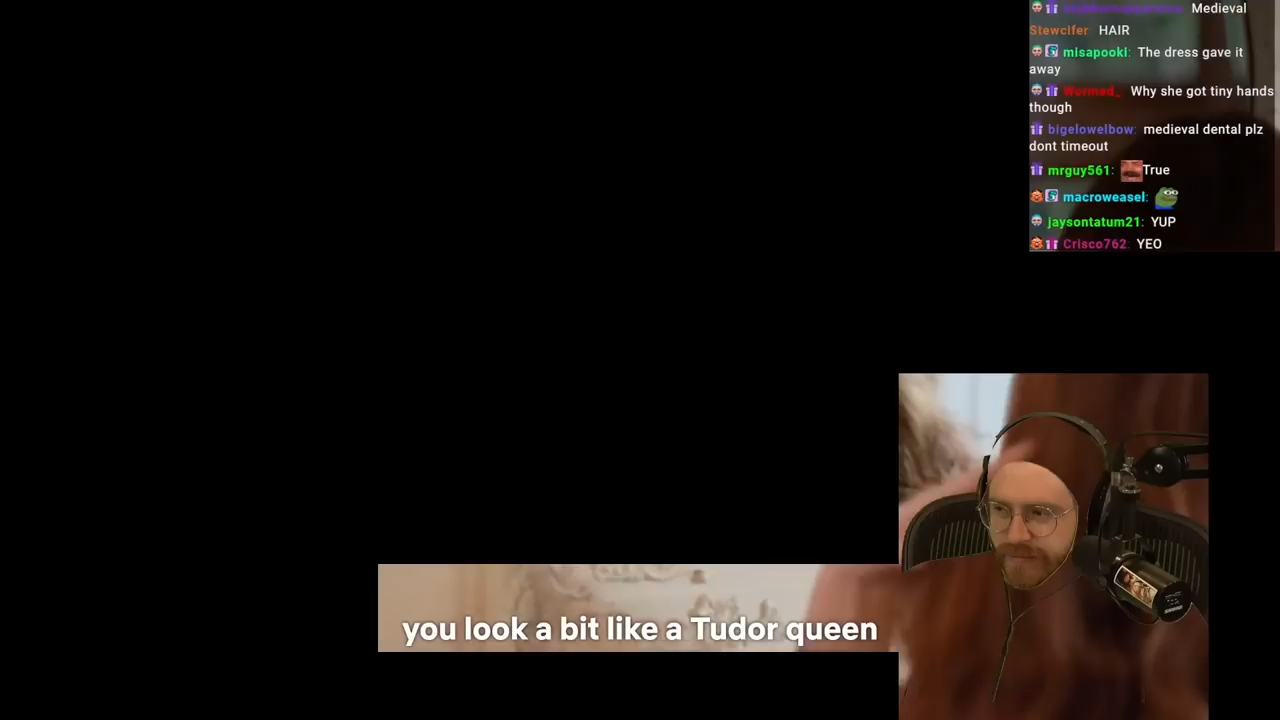 Medieval
Stewcifer HAIR
misapooki: The dress gave it
away
Wormed_ Why she got tiny hands
though
bigelowelbow: medieval dental plz
dont timeout
mrguy561: True
macroweasel:
jaysontatum21: YUP
Crisco762: YEO
you look a bit like a Tudor queen